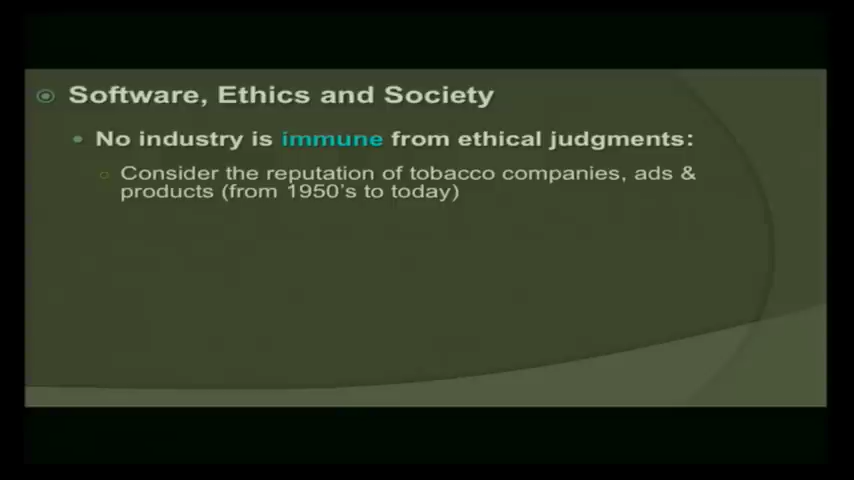 Software, Ethics and Society
No industry is immune from ethical judgments:
Consider the reputation of tobacco companies, ads &
products (from 1950's to today)